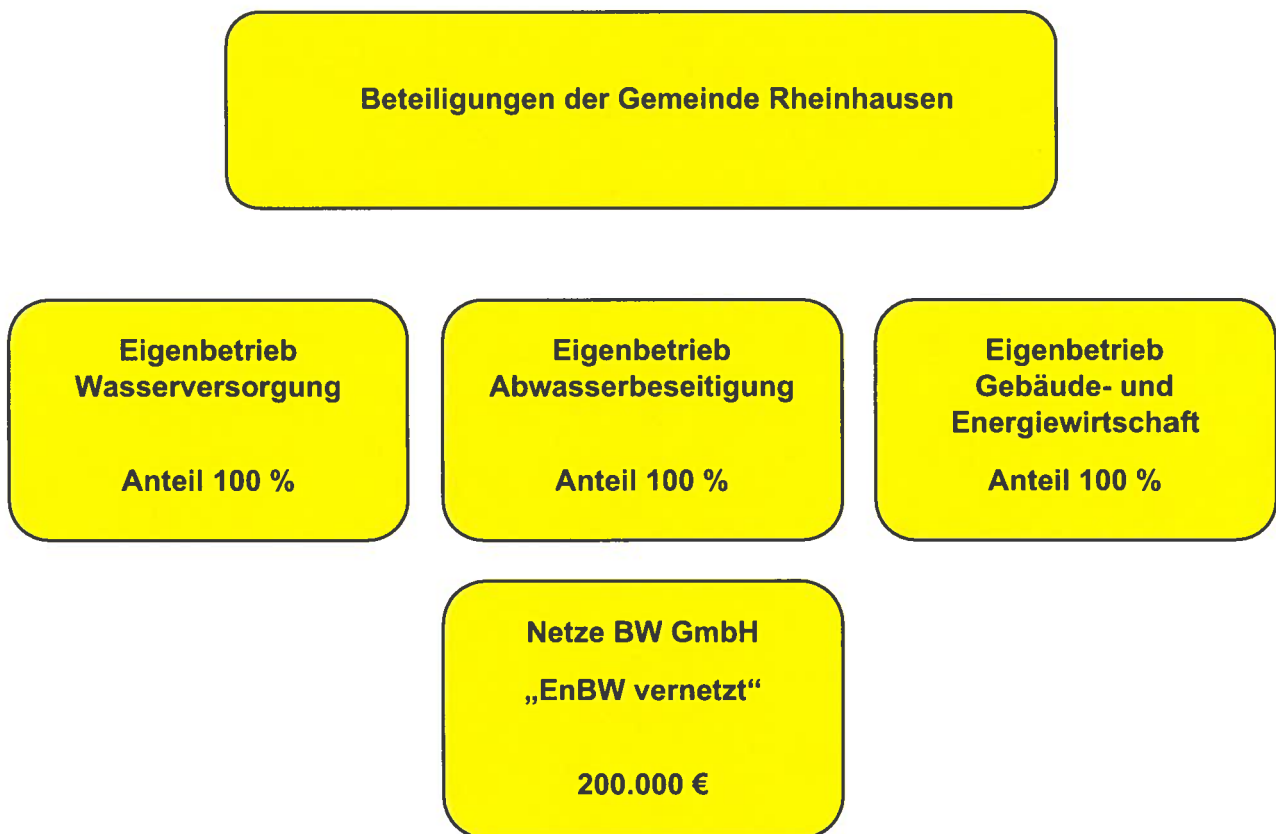 Beteiligungen der Gemeinde Rheinhausen
Eigenbetrieb
Wasserversorgung
Anteil 100 %
Eigenbetrieb
Abwasserbeseitigung
Anteil 100 %
Eigenbetrieb
Gebäude- und
Energiewirtschaft
Anteil 100 %
Netze BW GmbH
„EnBW vernetzt“
200.000 €